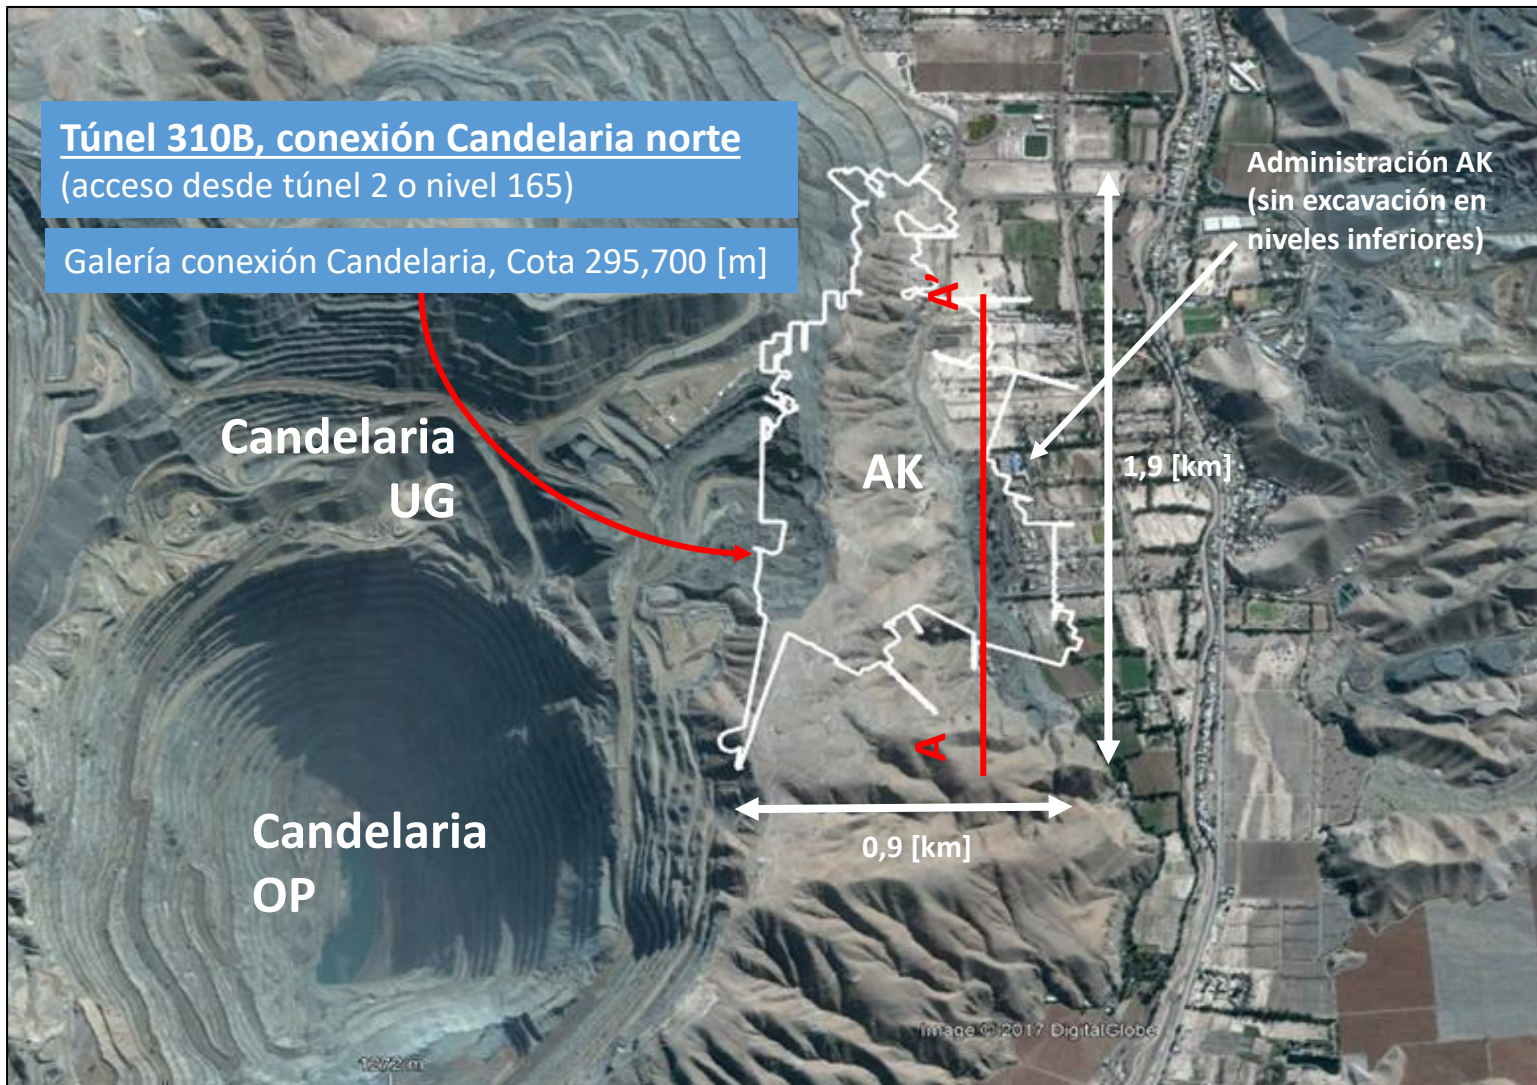 Túnel 310B, conexión Candelaria norte
(acceso desde túnel 2 o nivel 165)
Galería conexión Candelaria, Cota 295,700 [m]
Administración AK
(sin excavación en
niveles inferiores)
A'
Candelaria
UG
AK
1,9 [km]
A
0,9 [km]
Candelaria
OP
Image © 2017 DigitalGlobe
1272 m